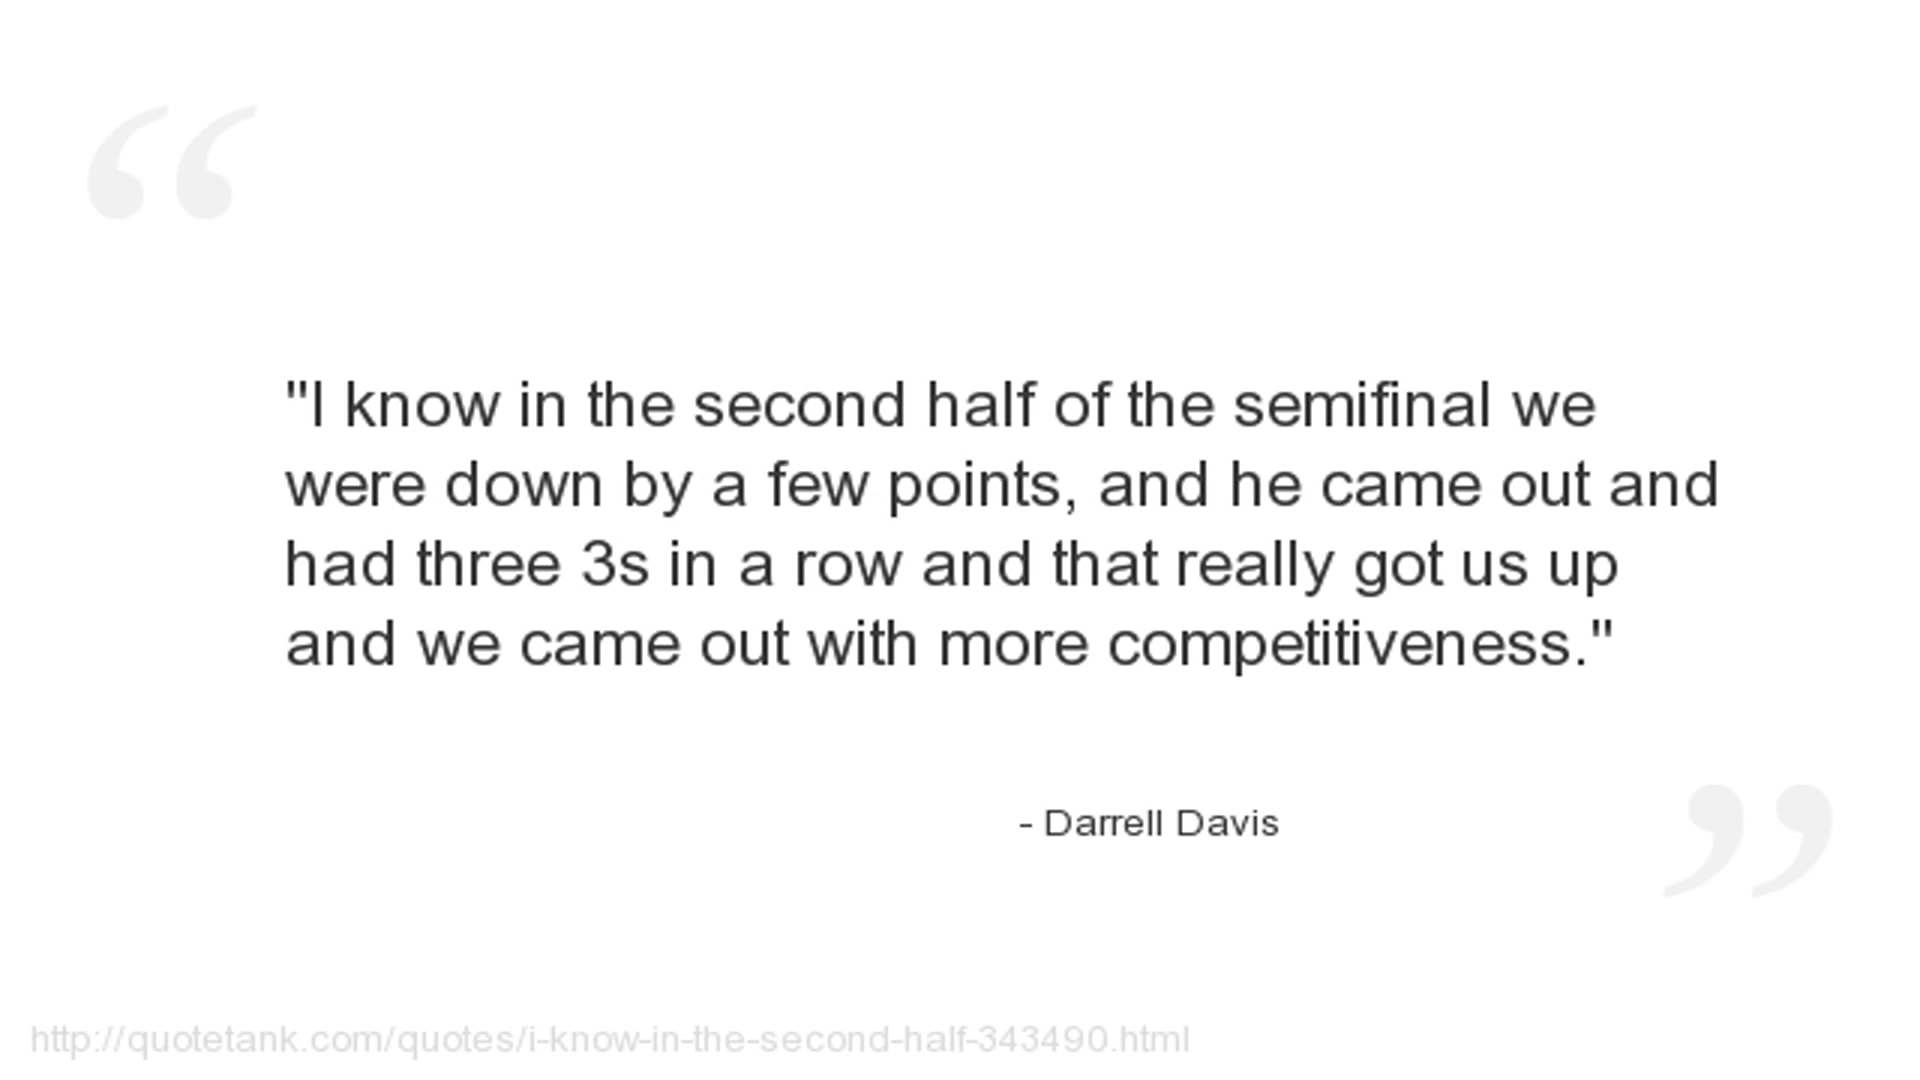 "I know in the second half of the semifinal we
were down by a few points, and he came out and
had three 3s in a row and that really got us up
and we came out with more competitiveness."
- Darrell Davis
http://quotetank.com/quotes/i-know-in-the-second-half-343490.html